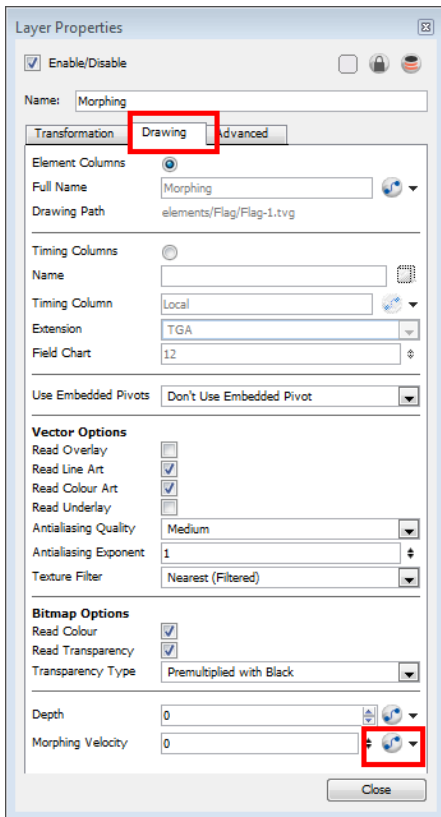 Layer Properties
Enable/Disable
Name: Morphing
Transformation Drawing Advanced
Element Columns
Full Name Morphing
Drawing Path elements/Flag/Flag-1.tvg
Timing Columns
Name
Timing Column Local
Extension TGA
Field Chart 12
Use Embedded Pivots Don't Use Embedded Pivot
Vector Options
Read Overlay
Read Line Art
Read Colour Art
Read Underlay
Antialiasing Quality Medium
Antialiasing Exponent 1
Texture Filter Nearest (Filtered)
Bitmap Options
Read Colour
Read Transparency
Transparency Type Premultiplied with Black
Depth 0
Morphing Velocity 0
Close